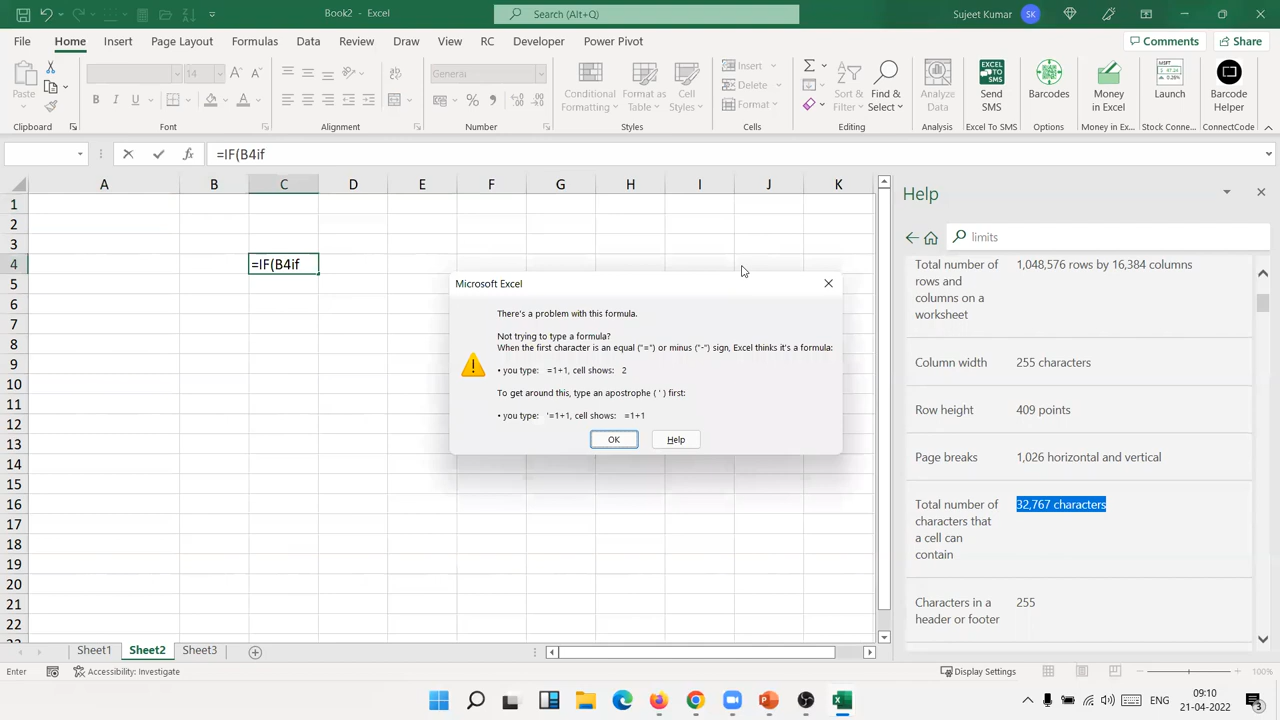 Book2 - Excel
Search (Alt+Q)
Sujeet Kumar
SK
File
Home
Insert
Page Layout
Formulas
Data
Review
Draw
View
RC
Developer
Power Pivot
Comments
Share
Paste
14
B I U
General
Conditional Formatting
Format as Table
Cell Styles
Insert
Delete
Format
Sort & Filter
Find & Select
Analyze Data
Send SMS
Barcodes
Money in Excel
Launch
Barcode Helper
Clipboard
Font
Alignment
Number
Styles
Cells
Editing
Analysis
Excel To SMS
Options
Money in Ex...
Stock Connec...
ConnectCode
=IF(B4if
A B C D E F G H I J K
1
2
3
4
=IF(B4if
5
6
7
8
9
10
11
12
13
14
15
16
17
18
19
20
21
22
Microsoft Excel
There's a problem with this formula.
Not trying to type a formula?
When the first character is an equal ("=") or minus ("-") sign, Excel thinks it's a formula:
• you type: =1+1, cell shows: 2
To get around this, type an apostrophe ( ' ) first:
• you type: '=1+1, cell shows: =1+1
OK
Help
Help
limits
Total number of
rows and
columns on a
worksheet
1,048,576 rows by 16,384 columns
Column width
255 characters
Row height
409 points
Page breaks
1,026 horizontal and vertical
Total number of
characters that
a cell can
contain
32,767 characters
Characters in a
header or footer
255
Sheet1
Sheet2
Sheet3
Enter
Accessibility: Investigate
Display Settings
100%
ENG
09:10
21-04-2022
3